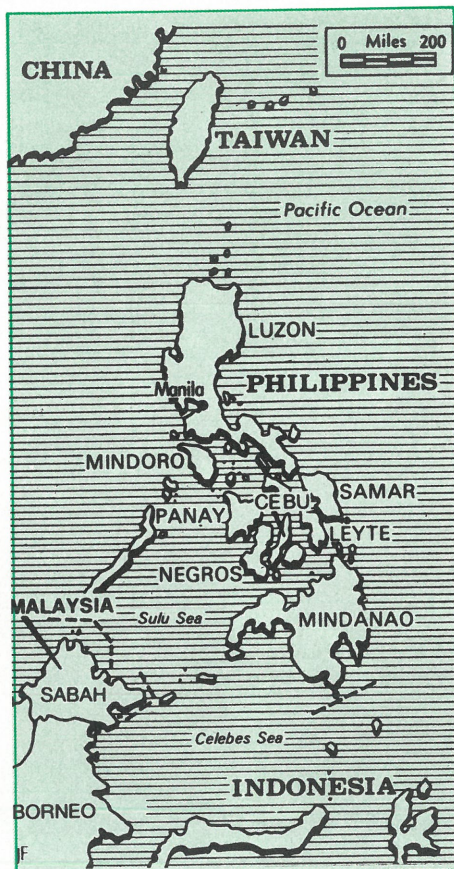 0 Miles 200
CHINA
TAIWAN
Pacific Ocean
LUZON
Manila
PHILIPPINES
MINDORO
SAMAR
CEBU
PANAY
LEYTE
NEGROS
MALAYSIA
Sulu Sea
MINDANAO
SABAH
Celebes Sea
INDONESIA
BORNEO
JF